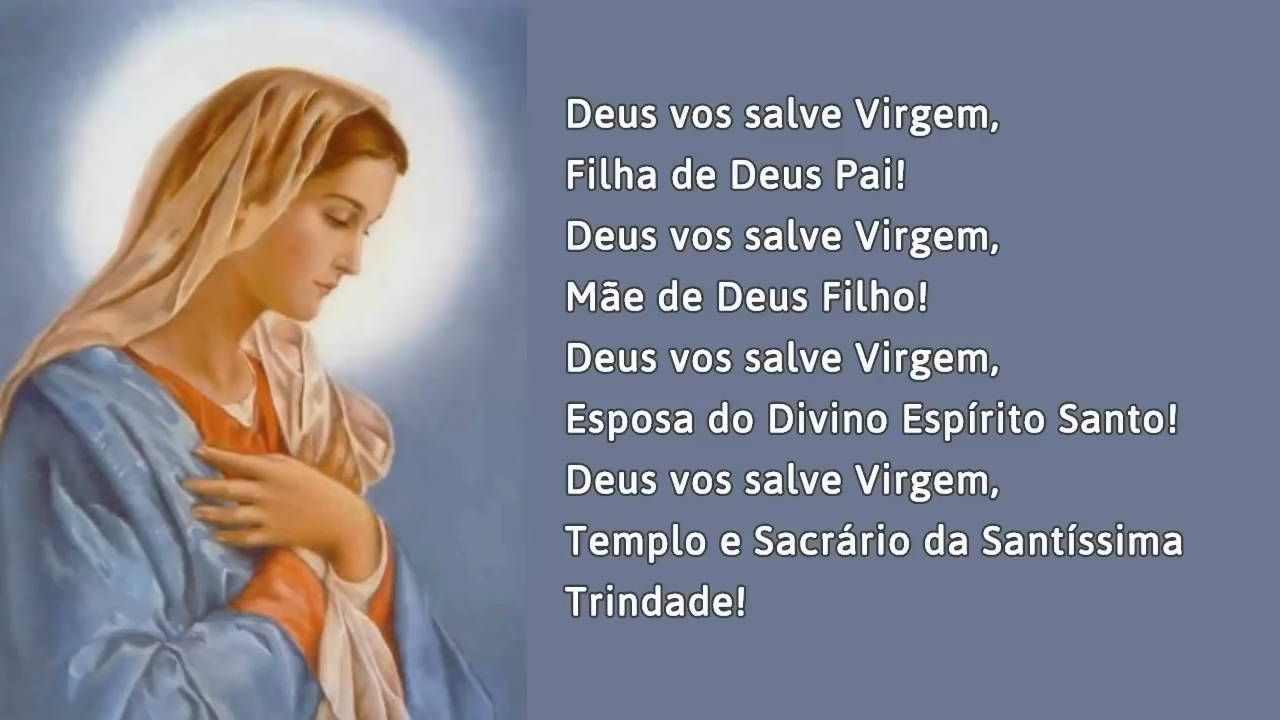 Deus vos salve Virgem,
Filha de Deus Pai!
Deus vos salve Virgem,
Mãe de Deus Filho!
Deus vos salve Virgem,
Esposa do Divino Espírito Santo!
Deus vos salve Virgem,
Templo e Sacrário da Santíssima
Trindade!